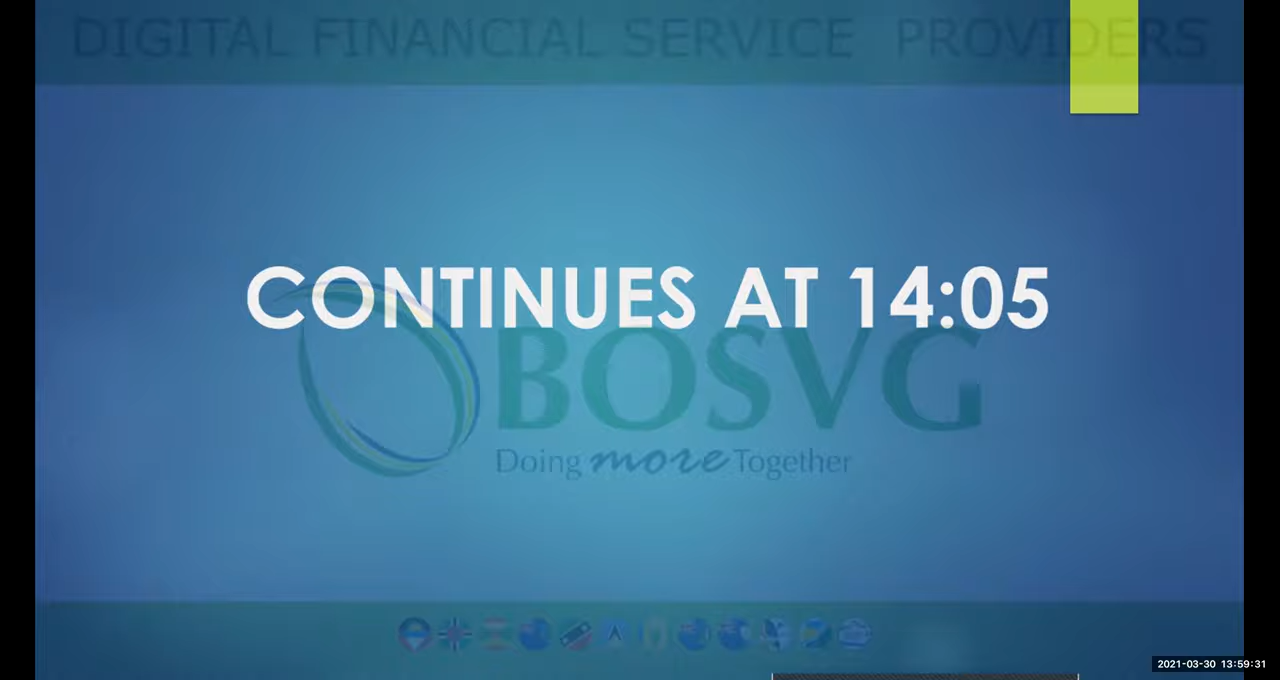 DIGITAL FINANCIAL SERVICE PROVIDERS
CONTINUES AT 14:05
BOSVG
Doing more Together
2021-03-30 13:59:31